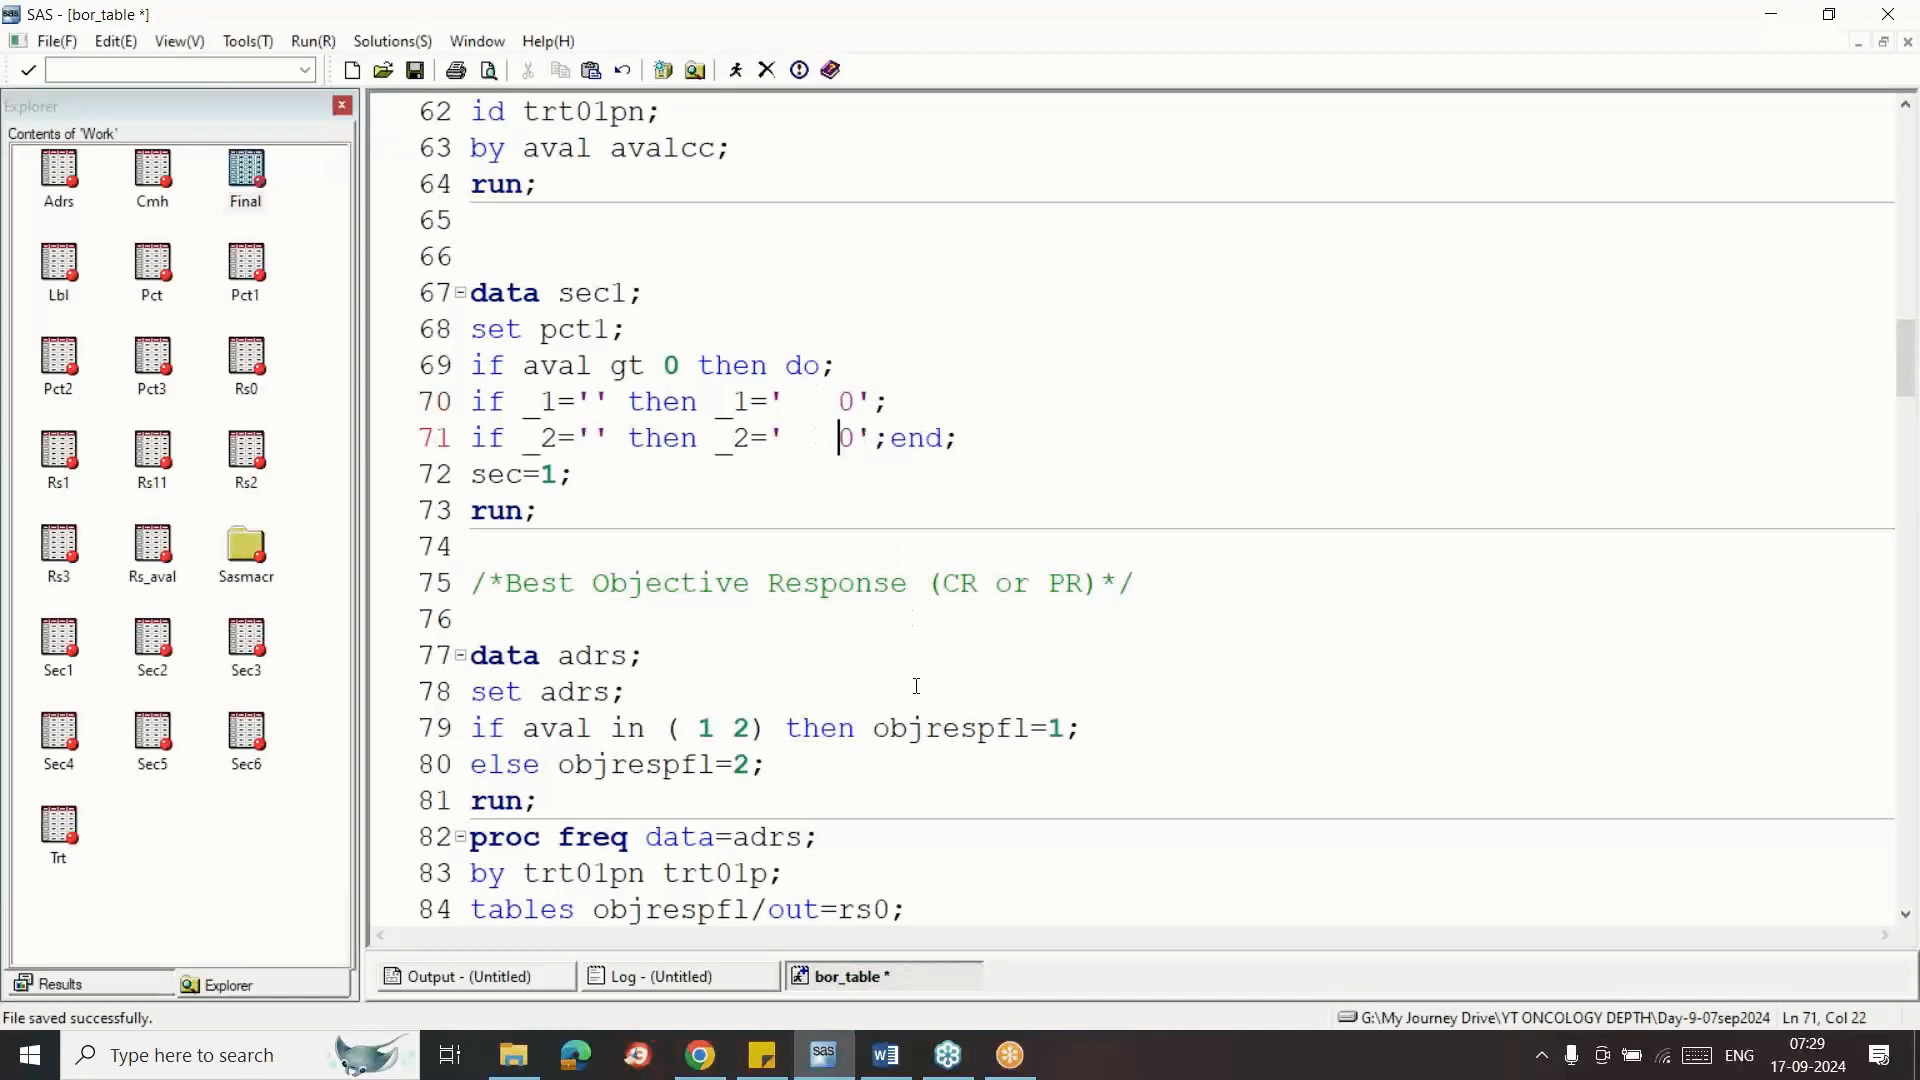 SAS - [bor_table *]
File(F) Edit(E) View(V) Tools(T) Run(R) Solutions(S) Window Help(H)
Explorer
Contents of 'Work'
Adrs Cmh Final
Lbl Pct Pct1
Pct2 Pct3 Rs0
Rs1 Rs11 Rs2
Rs3 Rs_aval Sasmacr
Sec1 Sec2 Sec3
Sec4 Sec5 Sec6
Trt
Results Explorer
62 id trt01pn;
63 by aval avalcc;
64 run;
65
66
67 data sec1;
68 set pct1;
69 if aval gt 0 then do;
70 if _1='' then _1='   0';
71 if _2='' then _2='   0';end;
72 sec=1;
73 run;
74
75 /*Best Objective Response (CR or PR)*/
76
77 data adrs;
78 set adrs;
79 if aval in ( 1 2) then objrespfl=1;
80 else objrespfl=2;
81 run;
82 proc freq data=adrs;
83 by trt01pn trt01p;
84 tables objrespfl/out=rs0;
Output - (Untitled) Log - (Untitled) bor_table *
File saved successfully. G:\My Journey Drive\YT ONCOLOGY DEPTH\Day-9-07sep2024 Ln 71, Col 22
Type here to search
sas
ENG
07:29
17-09-2024